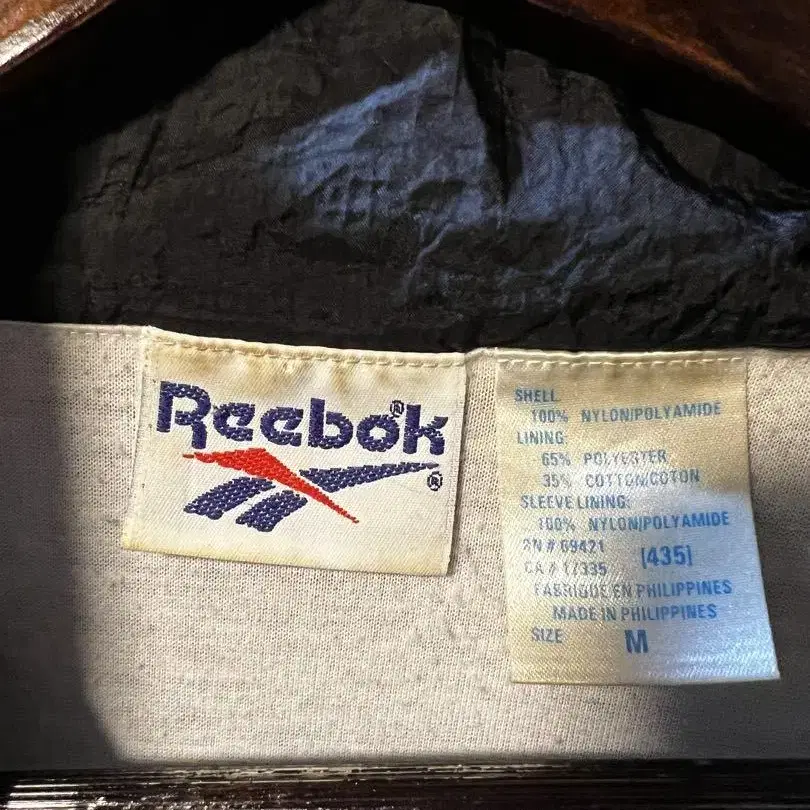 Reebok®
®
SHELL
100% NYLON/POLYAMIDE
LINING:
65% POLYESTER
35% COTTON/COTON
SLEEVE LINING:
100% NYLON/POLYAMIDE
RN # 69421
CA # 17335
[435]
FABRIQUE EN PHILIPPINES
MADE IN PHILIPPINES
SIZE M